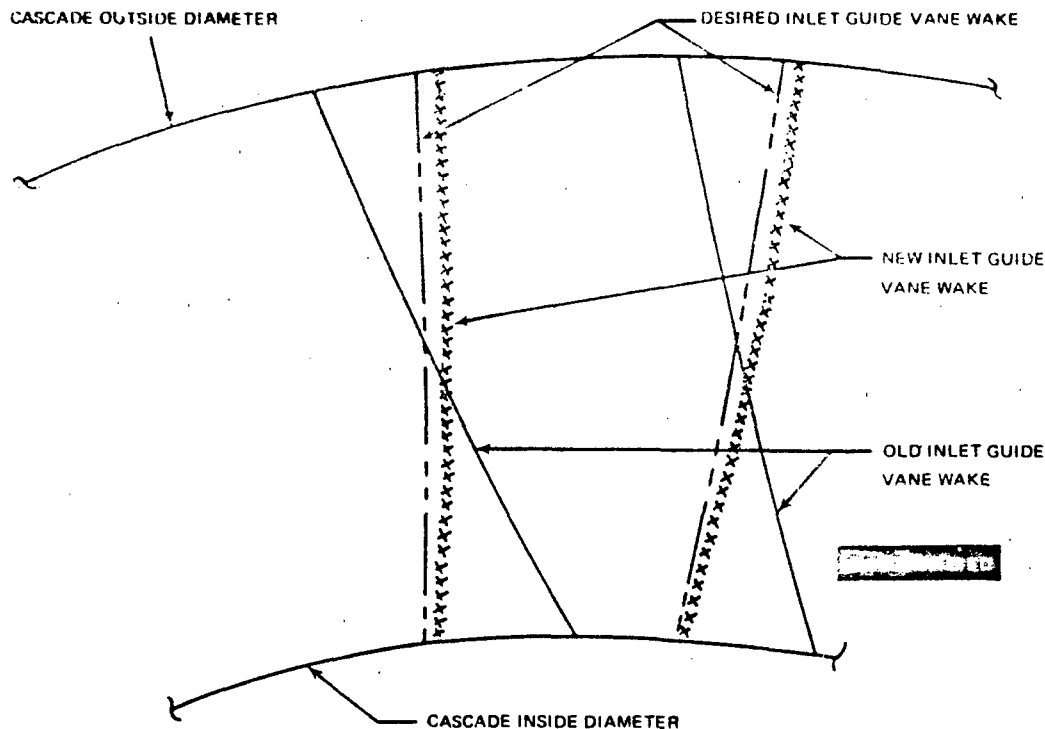 CASCADE OUTSIDE DIAMETER
DESIRED INLET GUIDE VANE WAKE
NEW INLET GUIDE
VANE WAKE
OLD INLET GUIDE
VANE WAKE
CASCADE INSIDE DIAMETER